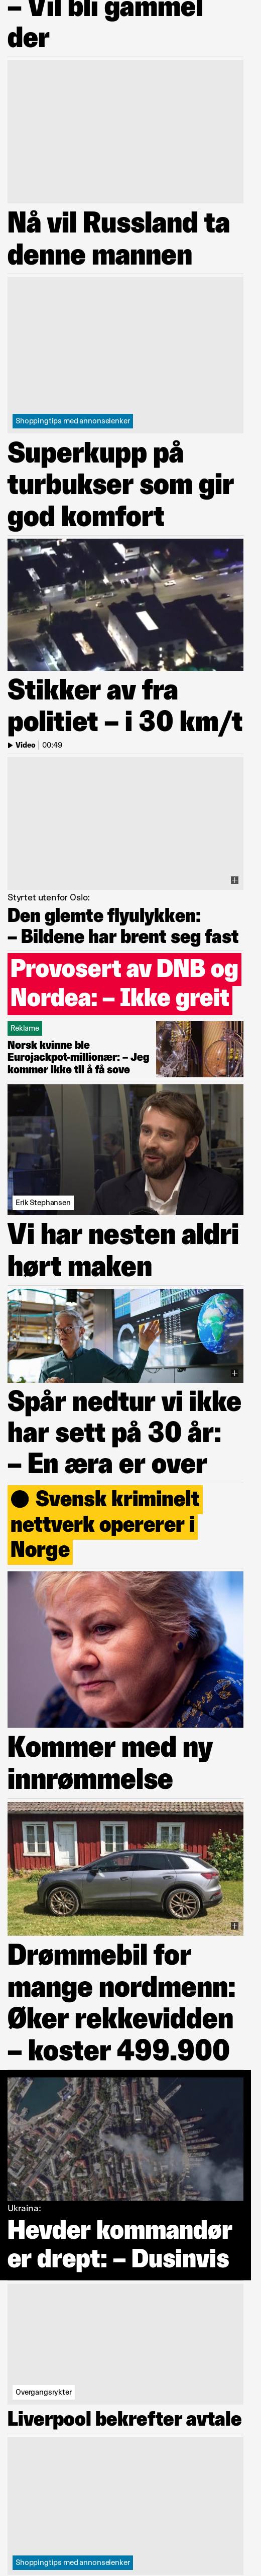 – Vil bli gammel
der
Nå vil Russland ta
denne mannen
Shoppingtips med annonselenker
Superkupp på
turbukser som gir
god komfort
Stikker av fra
politiet – i 30 km/t
Video | 00:49
Styrtet utenfor Oslo:
Den glemte flyulykken:
– Bildene har brent seg fast
Provosert av DNB og
Nordea: – Ikke greit
Reklame
Norsk kvinne ble
Eurojackpot-millionær: – Jeg
kommer ikke til å få sove
Erik Stephansen
Vi har nesten aldri
hørt maken
Spår nedtur vi ikke
har sett på 30 år:
– En æra er over
Svensk kriminelt
nettverk opererer i
Norge
Kommer med ny
innrømmelse
Drømmebil for
mange nordmenn:
Øker rekkevidden
– koster 499.900
Ukraina:
Hevder kommandør
er drept: – Dusinvis
Overgangsrykter
Liverpool bekrefter avtale
Shoppingtips med annonselenker